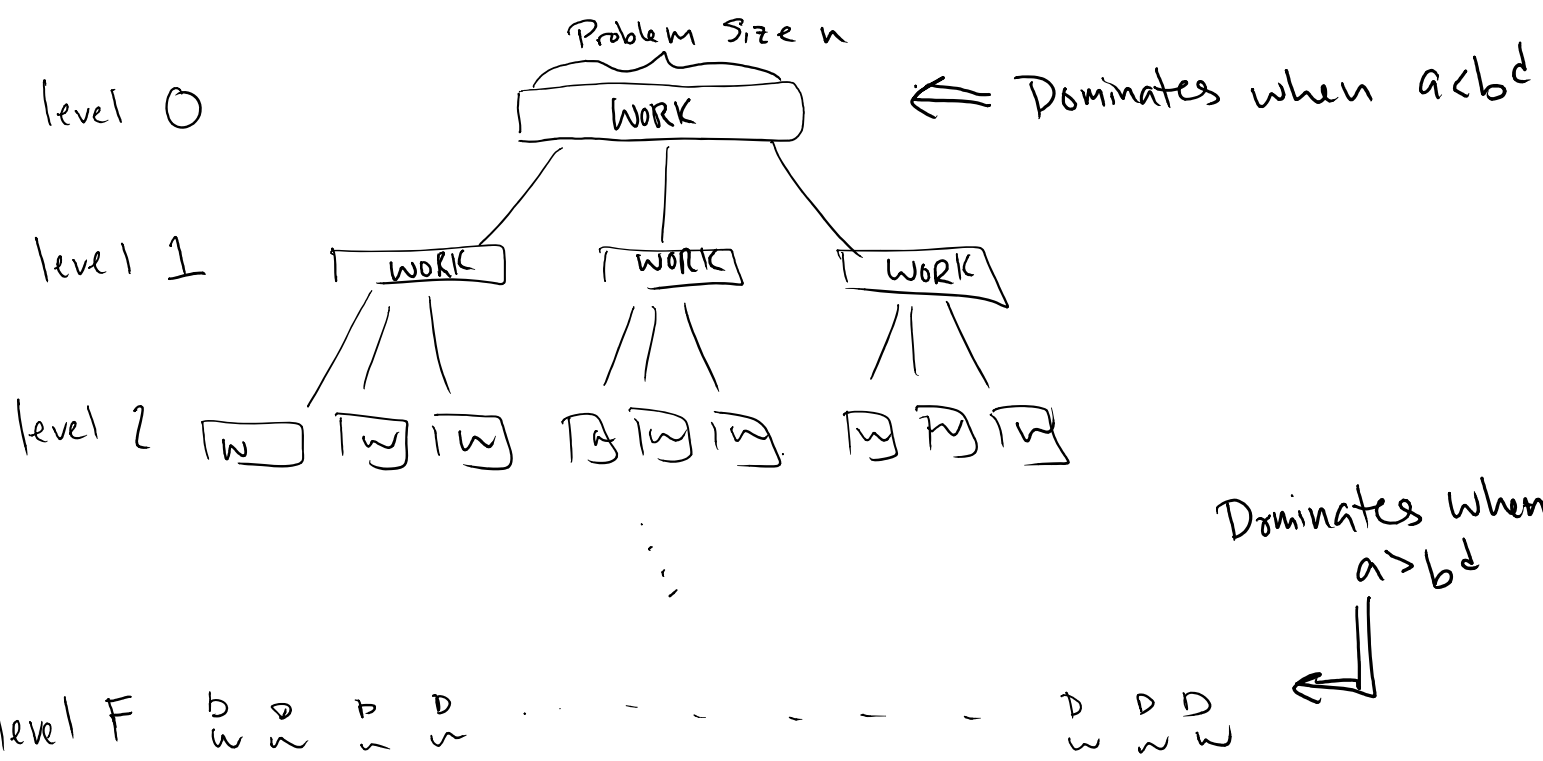 Problem Size n
level 0 WORK ⇐ Dominates when a<b^d
level 1 WORK WORK WORK
level 2 W W W W W W W W W
Dominates when
a>b^d
level F D D D D D D D
W W W W W W W